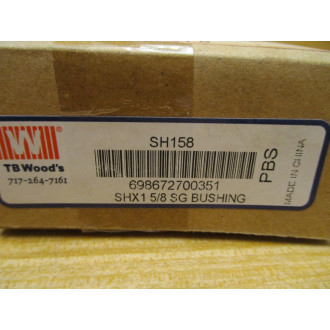 W
TB Wood's
717-264-7161
SH158
698672700351
SHX1 5/8 SG BUSHING
PBS
MADE IN CHINA